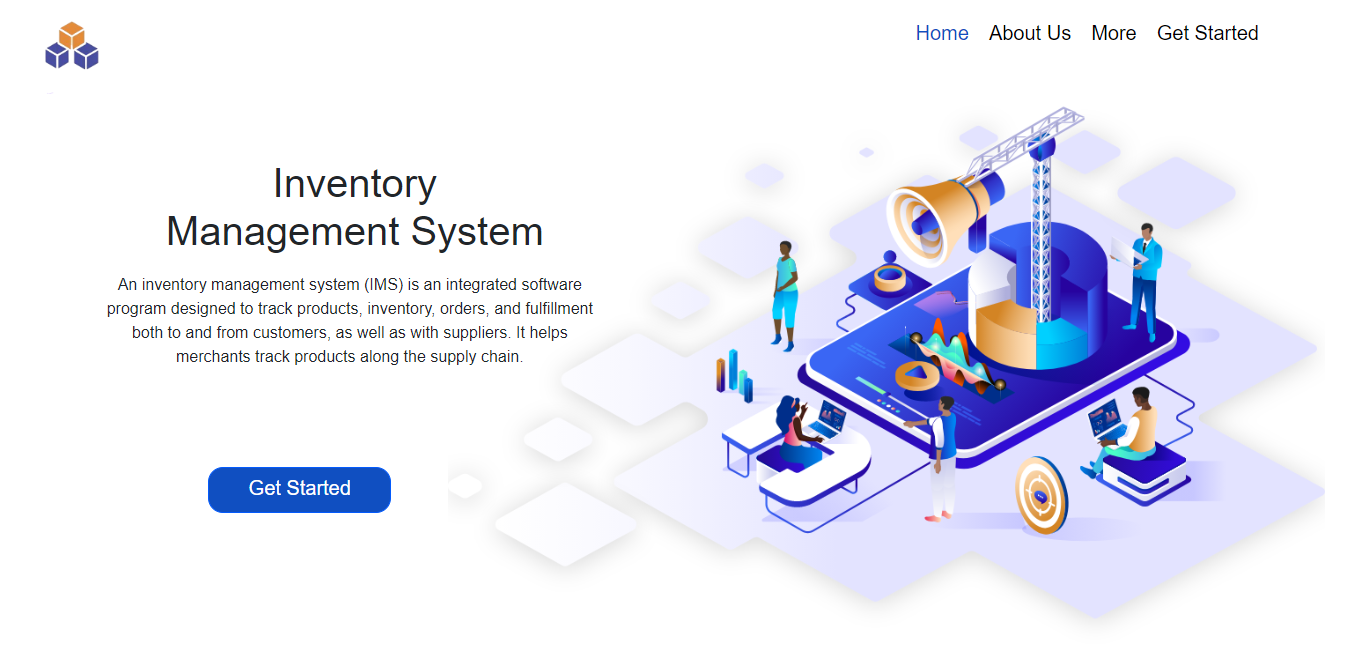 Home About Us More Get Started
Inventory
Management System
An inventory management system (IMS) is an integrated software
program designed to track products, inventory, orders, and fulfillment
both to and from customers, as well as with suppliers. It helps
merchants track products along the supply chain.
Get Started